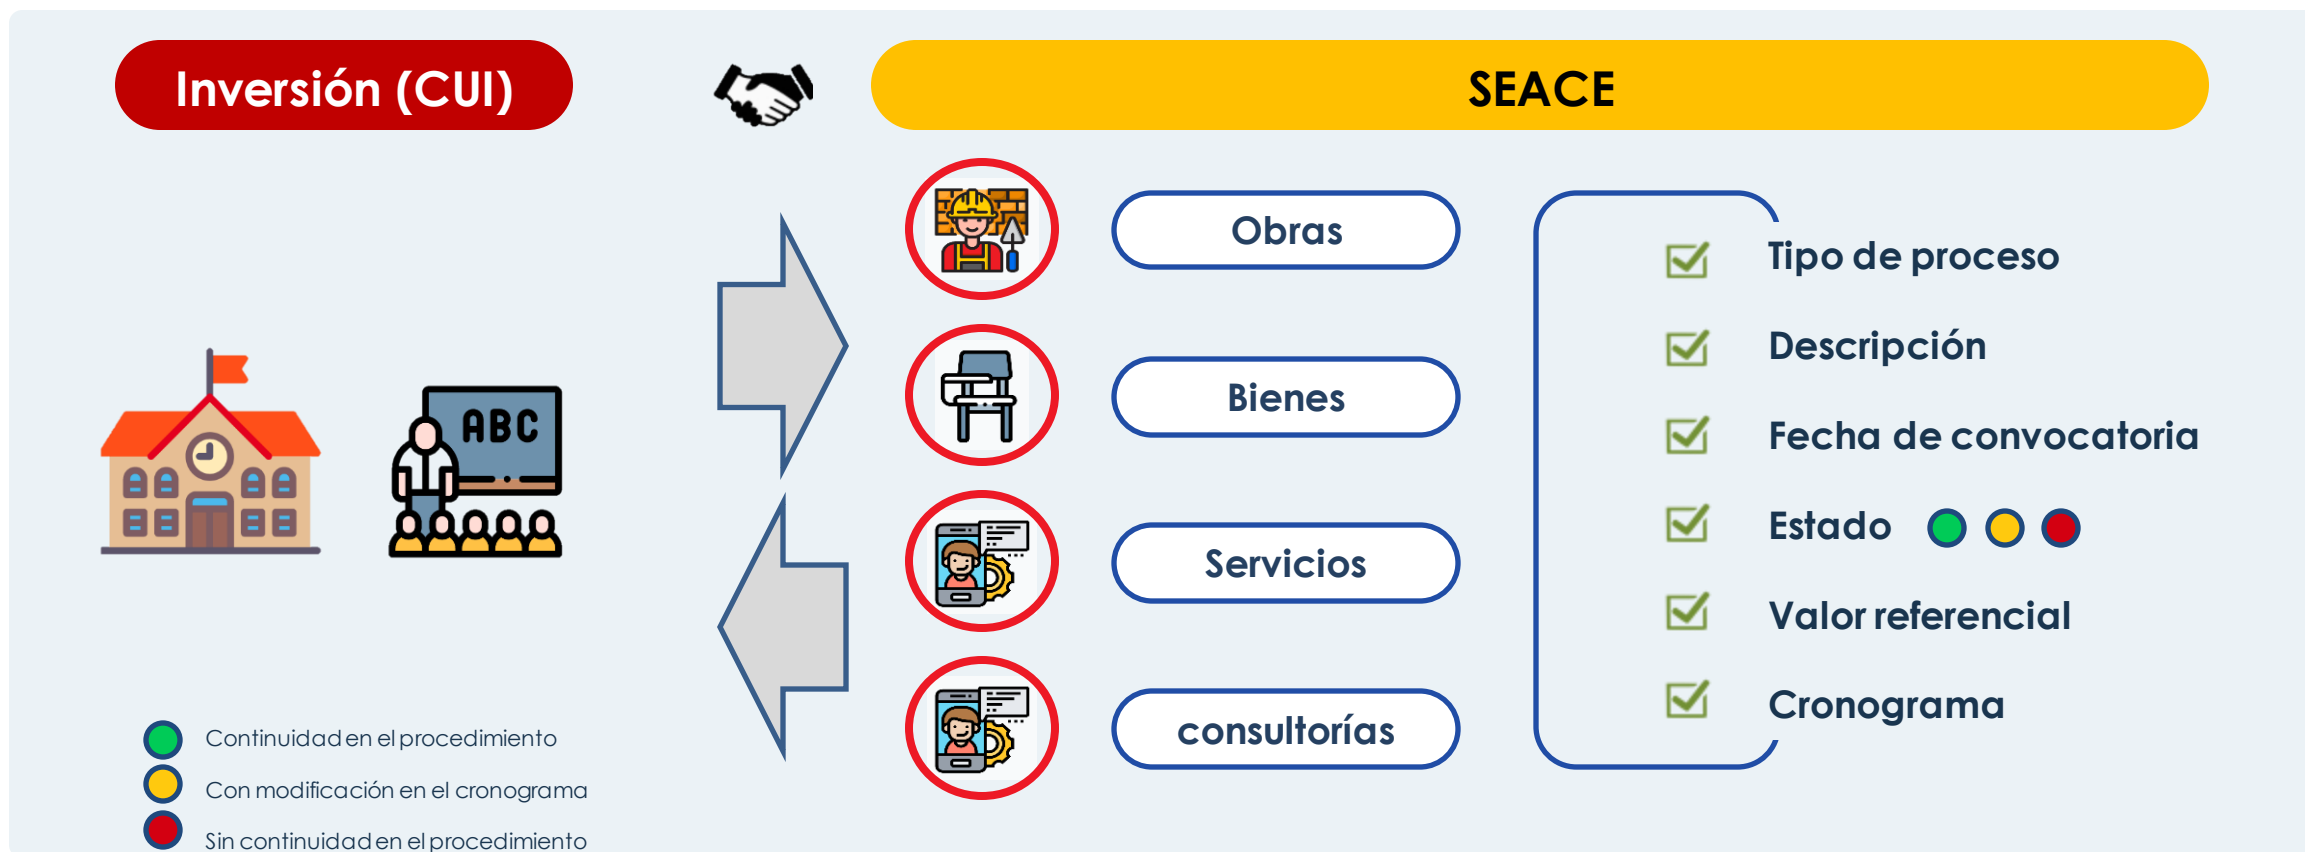 Inversión (CUI)
SEACE
ABC
Obras
Bienes
Servicios
consultorías
Tipo de proceso
Descripción
Fecha de convocatoria
Estado
Valor referencial
Cronograma
Continuidad en el procedimiento
Con modificación en el cronograma
Sin continuidad en el procedimiento